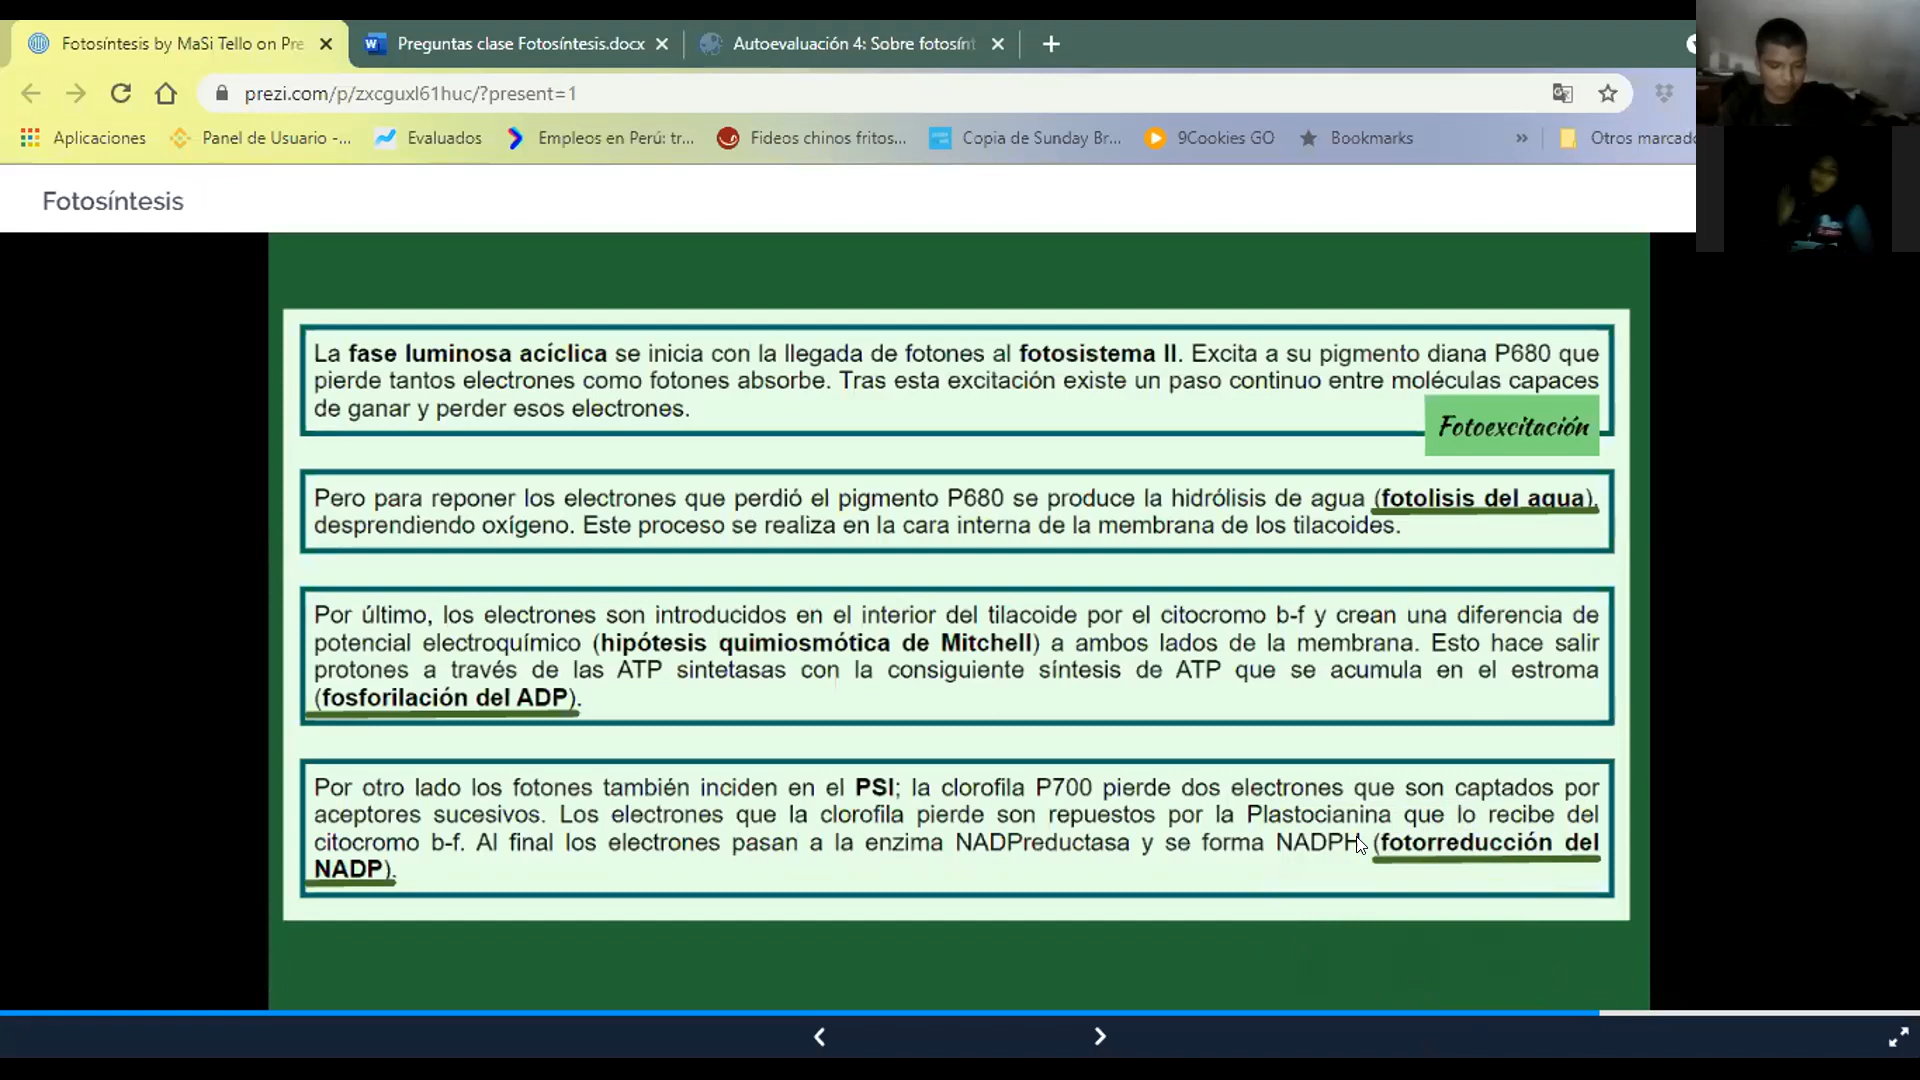 Fotosíntesis by MaSi Tello on Pre
Preguntas clase Fotosíntesis.docx
Autoevaluación 4: Sobre fotosínt
prezi.com/p/zxcguxl61huc/?present=1
Aplicaciones
Panel de Usuario -...
Evaluados
Empleos en Perú: tr...
Fideos chinos fritos...
Copia de Sunday Br...
9Cookies GO
Bookmarks
»
Otros marcado
Fotosíntesis
La fase luminosa acíclica se inicia con la llegada de fotones al fotosistema II. Excita a su pigmento diana P680 que
pierde tantos electrones como fotones absorbe. Tras esta excitación existe un paso continuo entre moléculas capaces
de ganar y perder esos electrones.
Fotoexcitación
Pero para reponer los electrones que perdió el pigmento P680 se produce la hidrólisis de agua (fotolisis del agua),
desprendiendo oxígeno. Este proceso se realiza en la cara interna de la membrana de los tilacoides.
Por último, los electrones son introducidos en el interior del tilacoide por el citocromo b-f y crean una diferencia de
potencial electroquímico (hipótesis quimiosmótica de Mitchell) a ambos lados de la membrana. Esto hace salir
protones a través de las ATP sintetasas con la consiguiente síntesis de ATP que se acumula en el estroma
(fosforilación del ADP).
Por otro lado los fotones también inciden en el PSI; la clorofila P700 pierde dos electrones que son captados por
aceptores sucesivos. Los electrones que la clorofila pierde son repuestos por la Plastocianina que lo recibe del
citocromo b-f. Al final los electrones pasan a la enzima NADPreductasa y se forma NADPH (fotorreducción del
NADP).